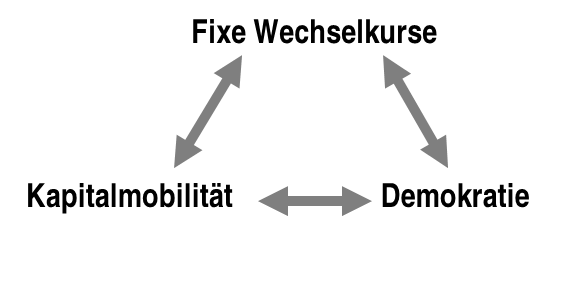 Fixe Wechselkurse
Kapitalmobilität Demokratie